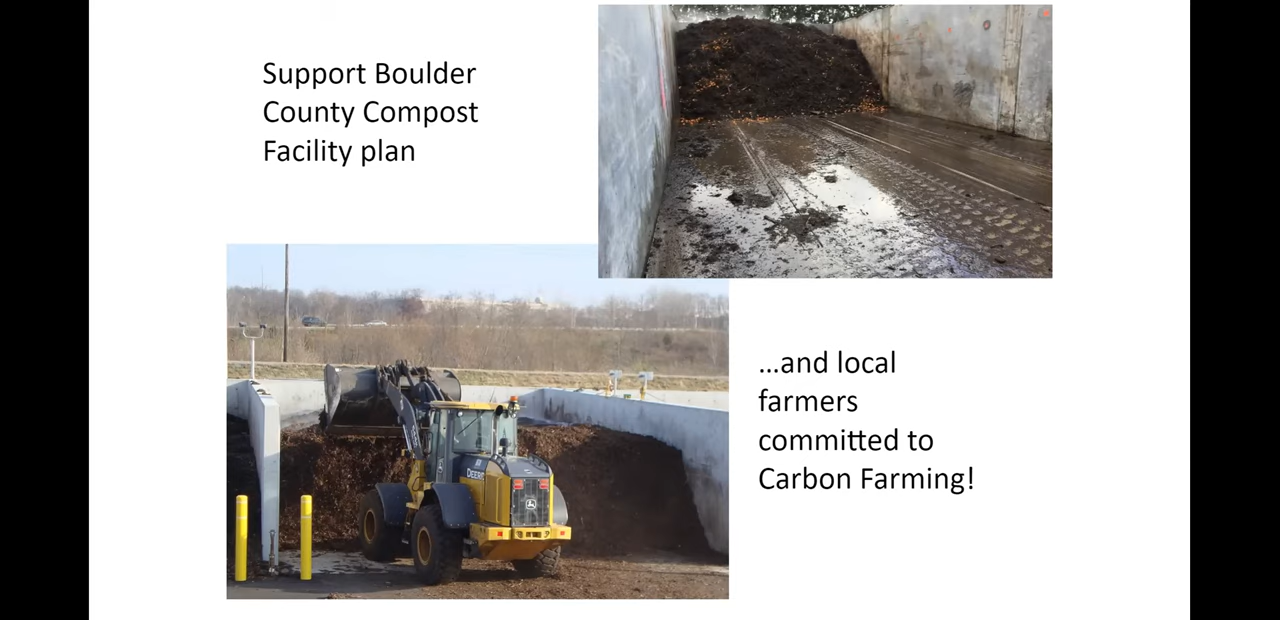 Support Boulder
County Compost
Facility plan
...and local
farmers
committed to
Carbon Farming!
DEERE